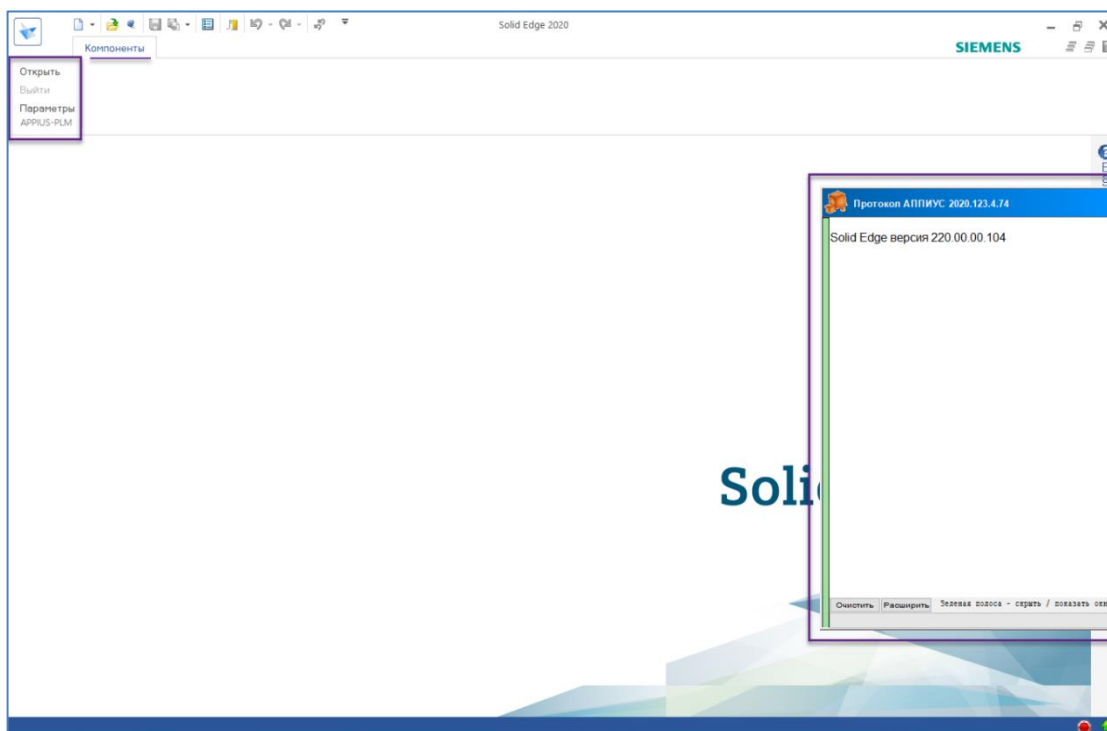 Solid Edge 2020
Компоненты
SIEMENS
Открыть
Выйти
Параметры
APPIUS-PLM
Протокол АППИУС 2020.123.4.74
Solid Edge версия 220.00.00.104
Soli
Очистить Расширить Зеленая полоса - скрыть / показать